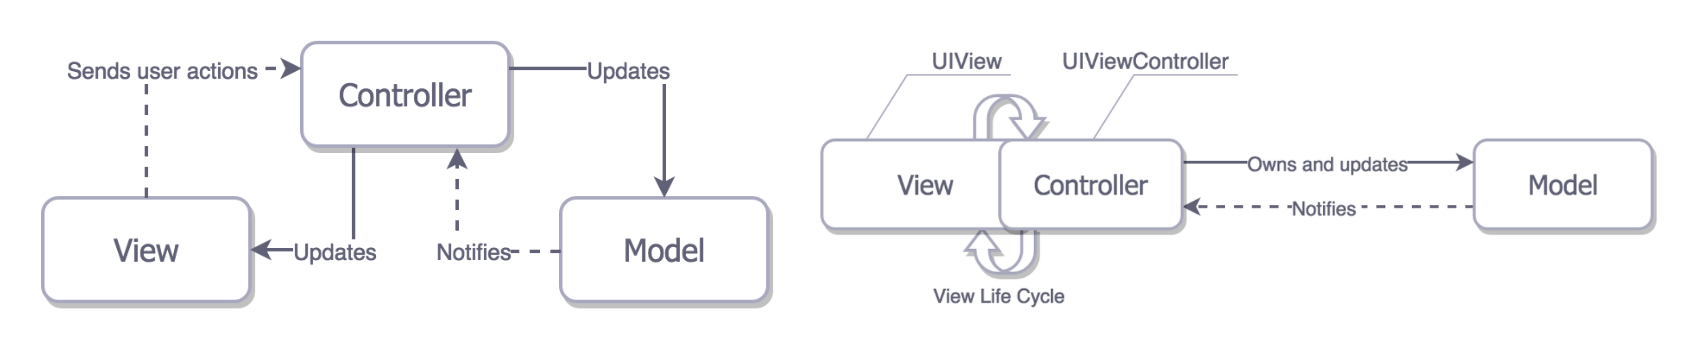 Sends user actions
Controller
Updates
View
Updates
Notifies
Model
UIView
UIViewController
View
Controller
Owns and updates
Notifies
Model
View Life Cycle